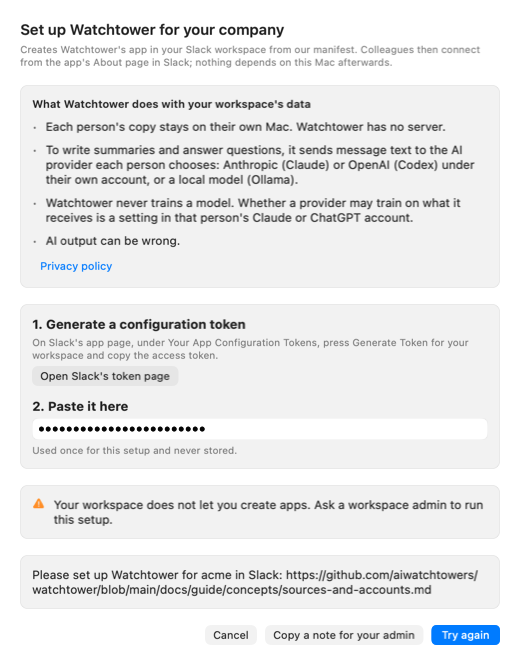 Set up Watchtower for your company
Creates Watchtower's app in your Slack workspace from our manifest. Colleagues then connect
from the app's About page in Slack; nothing depends on this Mac afterwards.
What Watchtower does with your workspace's data
· Each person's copy stays on their own Mac. Watchtower has no server.
· To write summaries and answer questions, it sends message text to the AI
provider each person chooses: Anthropic (Claude) or OpenAI (Codex) under
their own account, or a local model (Ollama).
· Watchtower never trains a model. Whether a provider may train on what it
receives is a setting in that person's Claude or ChatGPT account.
· AI output can be wrong.
Privacy policy
1. Generate a configuration token
On Slack's app page, under Your App Configuration Tokens, press Generate Token for your
workspace and copy the access token.
Open Slack's token page
2. Paste it here
••••••••••••••••••••••••
Used once for this setup and never stored.
Your workspace does not let you create apps. Ask a workspace admin to run
this setup.
Please set up Watchtower for acme in Slack: https://github.com/aiwatchtowers/
watchtower/blob/main/docs/guide/concepts/sources-and-accounts.md
Cancel
Copy a note for your admin
Try again